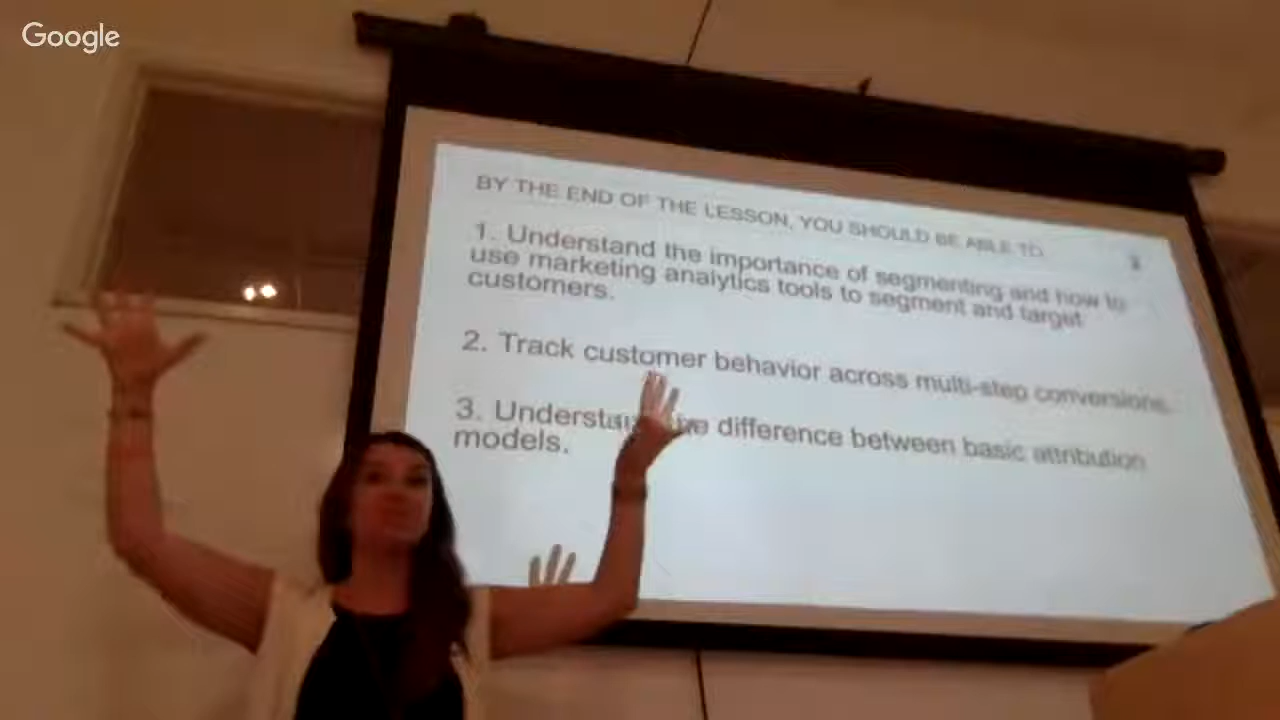 Google
BY THE END OF THE LESSON, YOU SHOULD BE ABLE TO
1. Understand the importance of segmenting and how to
use marketing analytics tools to segment and target
customers.
2. Track customer behavior across multi-step conversions.
3. difference between basic attribution
models.